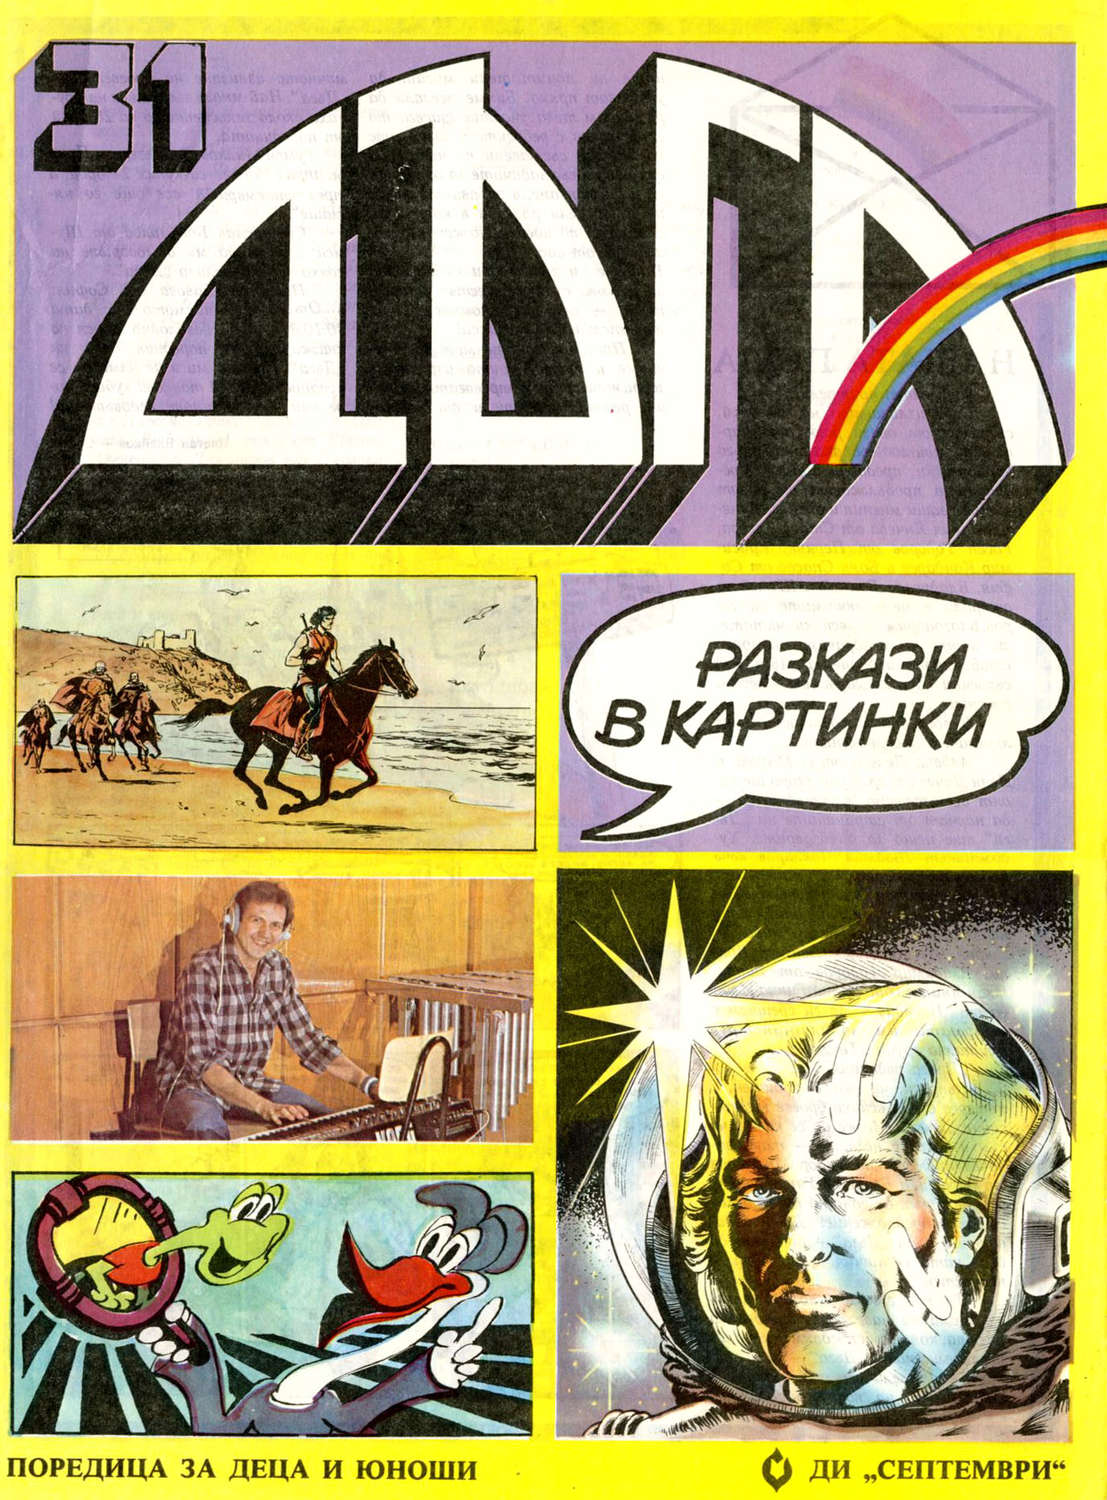 31
ДЪГА
РАЗКАЗИ
В КАРТИНКИ
ПОРЕДИЦА ЗА ДЕЦА И ЮНОШИ
ДИ „СЕПТЕМВРИ“